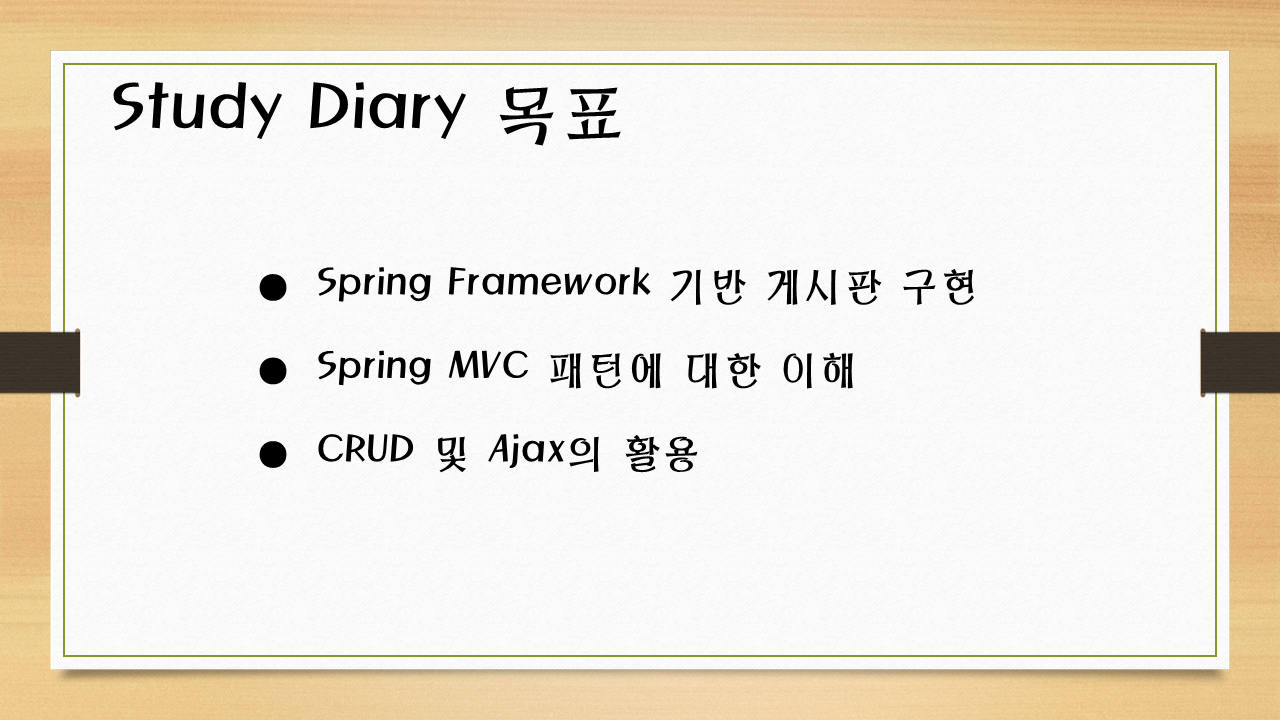 Study Diary 목표
● Spring Framework 기반 게시판 구현
● Spring MVC 패턴에 대한 이해
● CRUD 및 Ajax의 활용